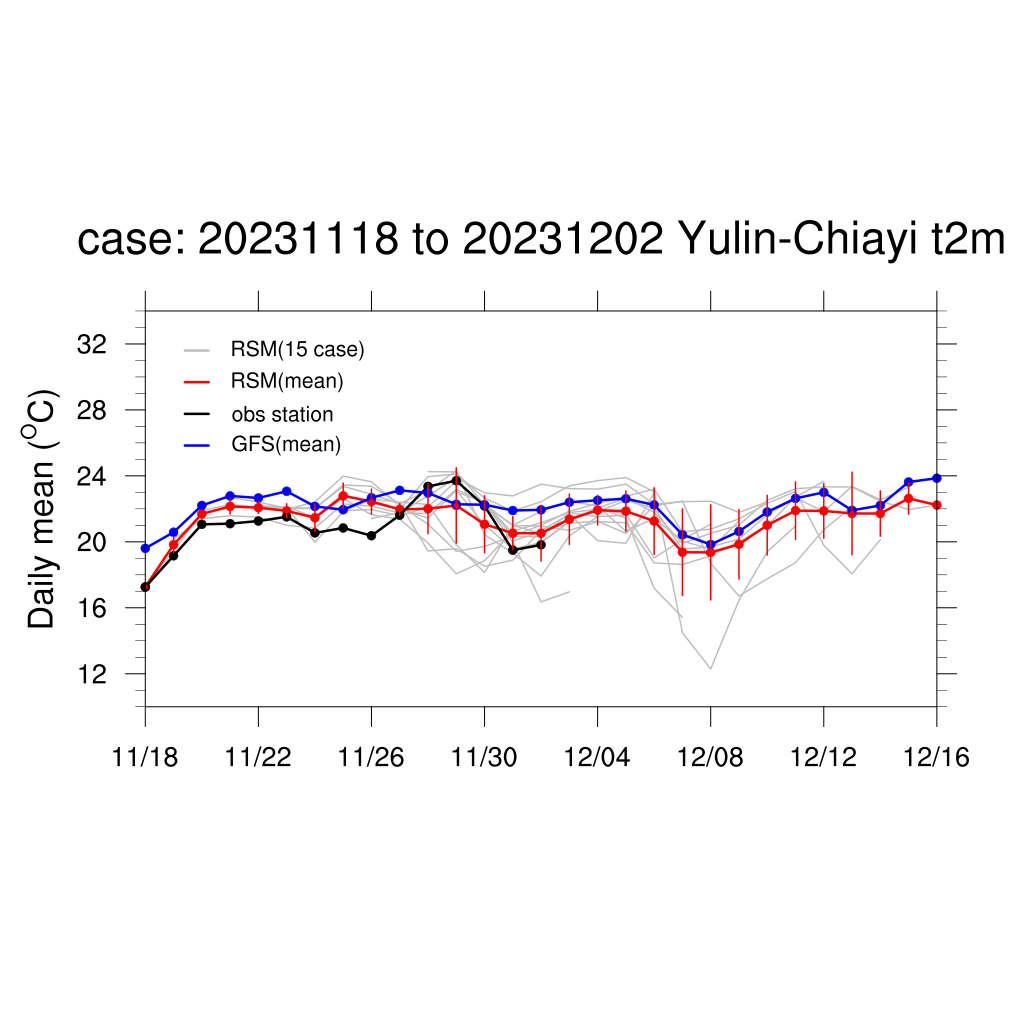 case: 20231118 to 20231202 Yulin-Chiayi t2m
Daily mean (°C)
32
28
24
20
16
12
RSM(15 case)
RSM(mean)
obs station
GFS(mean)
11/18 11/22 11/26 11/30 12/04 12/08 12/12 12/16